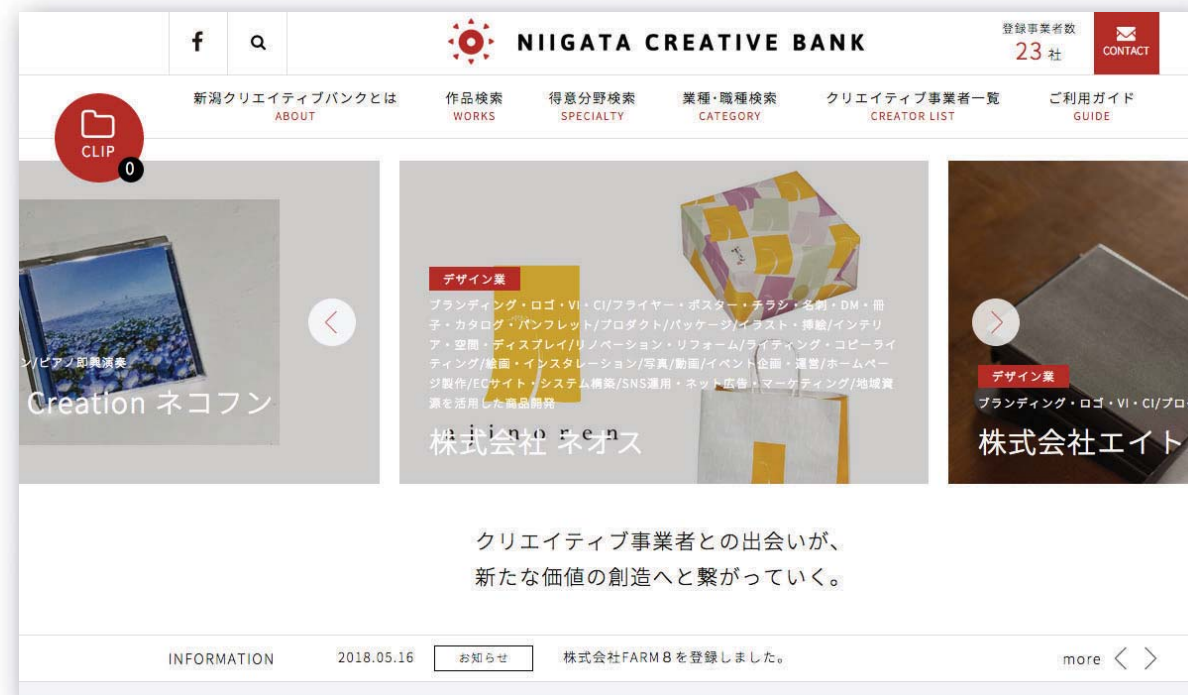 f
NIIGATA CREATIVE BANK
登録事業者数
23 社
CONTACT
新潟クリエイティブバンクとは
ABOUT
作品検索
WORKS
得意分野検索
SPECIALTY
業種・職種検索
CATEGORY
クリエイティブ事業者一覧
CREATOR LIST
ご利用ガイド
GUIDE
CLIP
0
ン/ピアノ即興演奏
Creation ネコフン
デザイン業
ブランディング・ロゴ・VI・CI/フライヤー・ポスター・チラシ・名刺・DM・冊
子・カタログ・パンフレット/プロダクト/パッケージ/イラスト・挿絵/インテリ
ア・空間・ディスプレイ/リノベーション・リフォーム/ライティング・コピーライ
ティング/絵画・インスタレーション/写真/動画/イベント企画・運営/ホームペー
ジ製作/ECサイト・システム構築/SNS運用・ネット広告・マーケティング/地域資
源を活用した商品開発
株式会社 ネオス
デザイン業
ブランディング・ロゴ・VI・CI/プロ
株式会社エイト
クリエイティブ事業者との出会いが、
新たな価値の創造へと繋がっていく。
INFORMATION
2018.05.16
お知らせ
株式会社FARM8を登録しました。
more